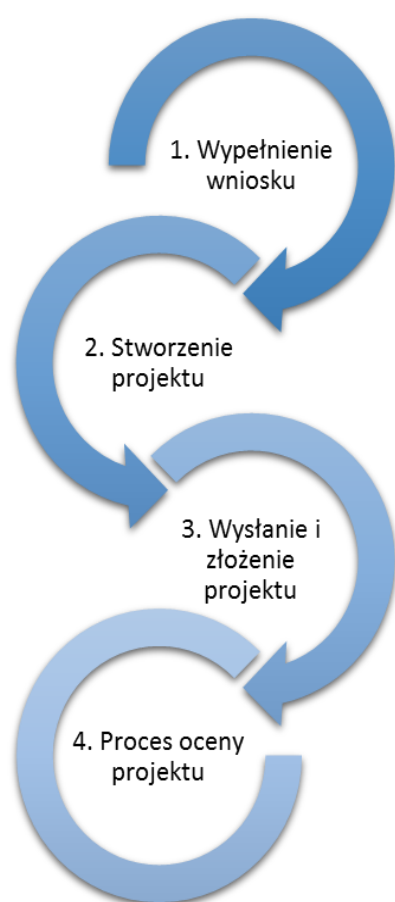 1. Wypełnienie
wniosku
2. Stworzenie
projektu
3. Wysłanie i
złożenie
projektu
4. Proces oceny
projektu